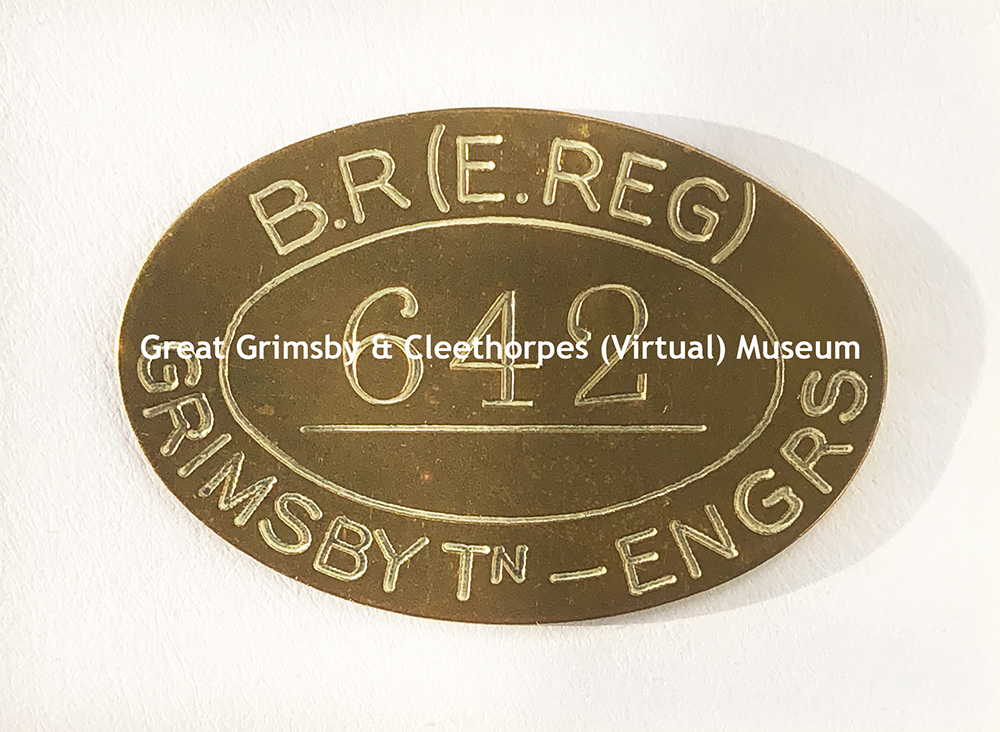 B.R (E.REG)
642
Great Grimsby & Cleethorpes (Virtual) Museum
GRIMSBY TN – ENGRS